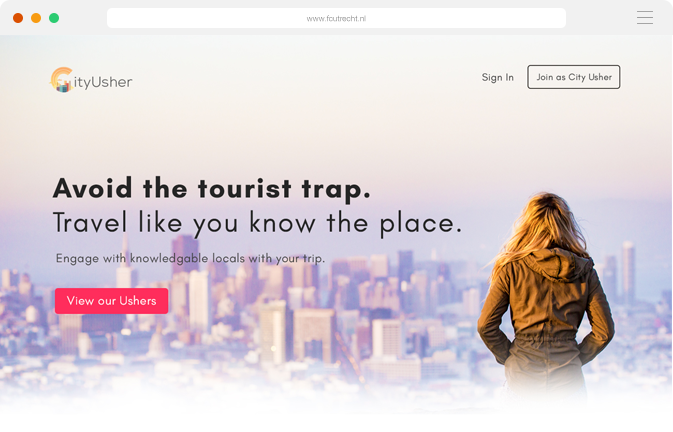 www.fcutrecht.nl
CityUsher
Sign In
Join as City Usher
Avoid the tourist trap.
Travel like you know the place.
Engage with knowledgable locals with your trip.
View our Ushers